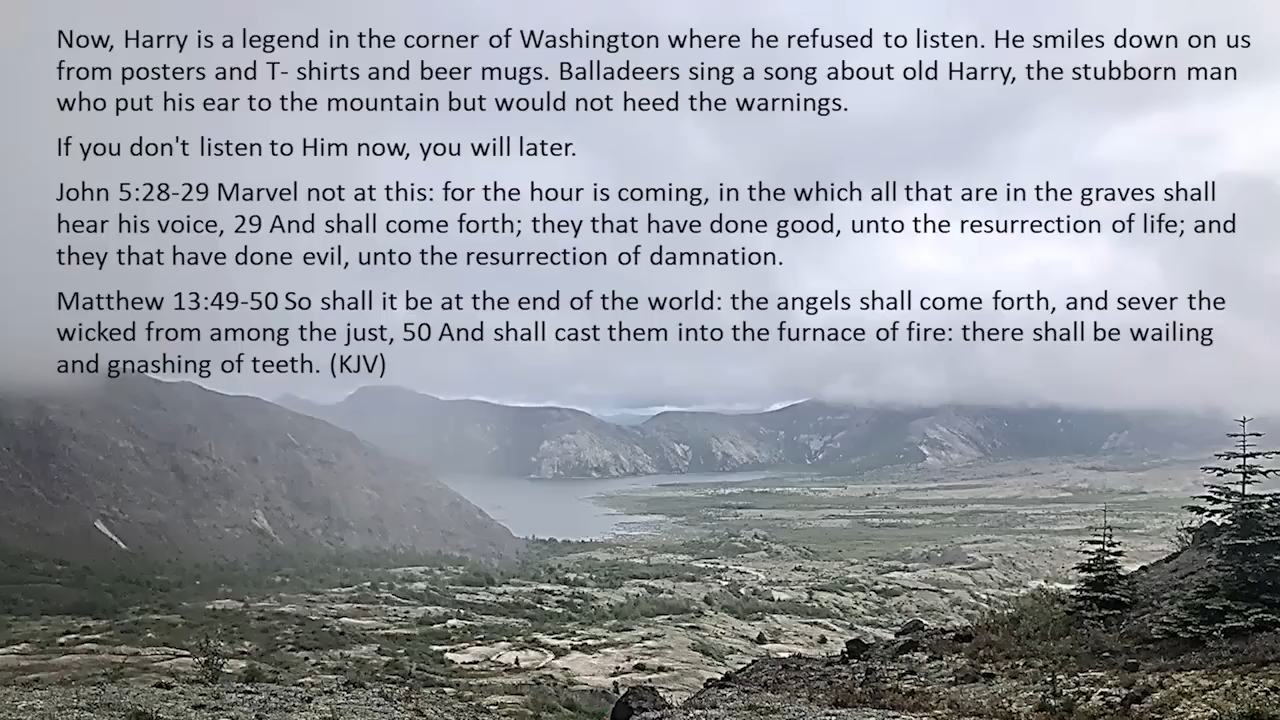 Now, Harry is a legend in the corner of Washington where he refused to listen. He smiles down on us
from posters and T- shirts and beer mugs. Balladeers sing a song about old Harry, the stubborn man
who put his ear to the mountain but would not heed the warnings.
If you don't listen to Him now, you will later.
John 5:28-29 Marvel not at this: for the hour is coming, in the which all that are in the graves shall
hear his voice, 29 And shall come forth; they that have done good, unto the resurrection of life; and
they that have done evil, unto the resurrection of damnation.
Matthew 13:49-50 So shall it be at the end of the world: the angels shall come forth, and sever the
wicked from among the just, 50 And shall cast them into the furnace of fire: there shall be wailing
and gnashing of teeth. (KJV)